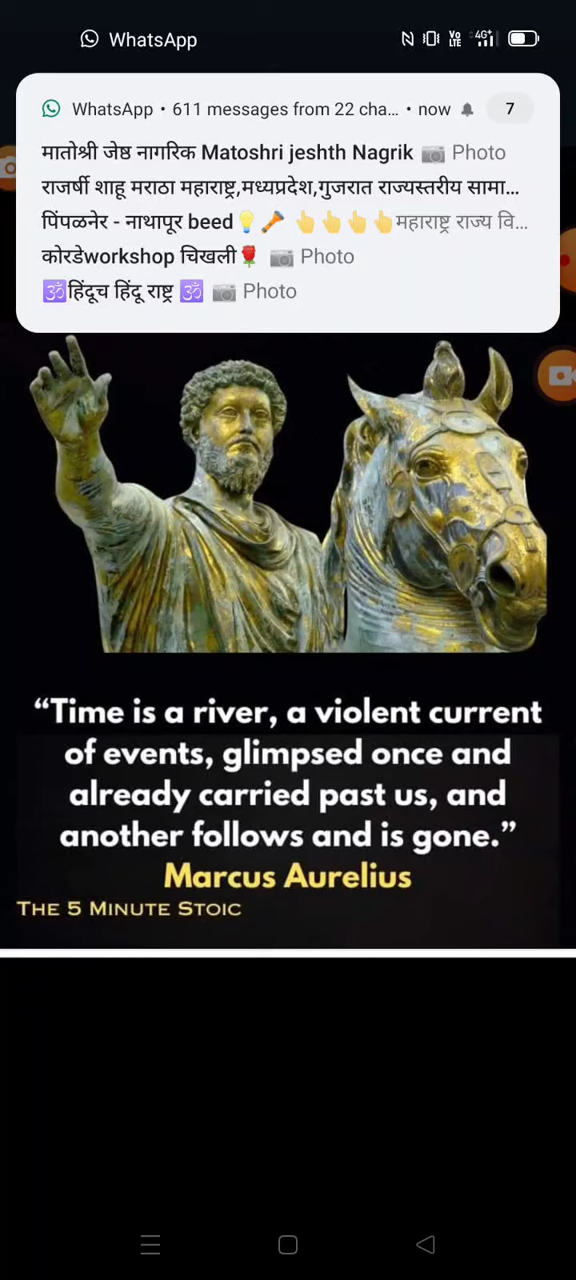 WhatsApp
Vo LTE 4G+
WhatsApp • 611 messages from 22 cha... • now 7
मातोश्री जेष्ठ नागरिक Matoshri jeshth Nagrik 📷 Photo
राजर्षी शाहू मराठा महाराष्ट्र,मध्यप्रदेश,गुजरात राज्यस्तरीय सामा...
पिंपळनेर - नाथापूर beed💡🔦 👆👆👆👆महाराष्ट्र राज्य वि...
कोरडेworkshop चिखली🌹 📷 Photo
🕉️हिंदूच हिंदू राष्ट्र 🕉️ 📷 Photo
“Time is a river, a violent current
of events, glimpsed once and
already carried past us, and
another follows and is gone.”
Marcus Aurelius
THE 5 MINUTE STOIC